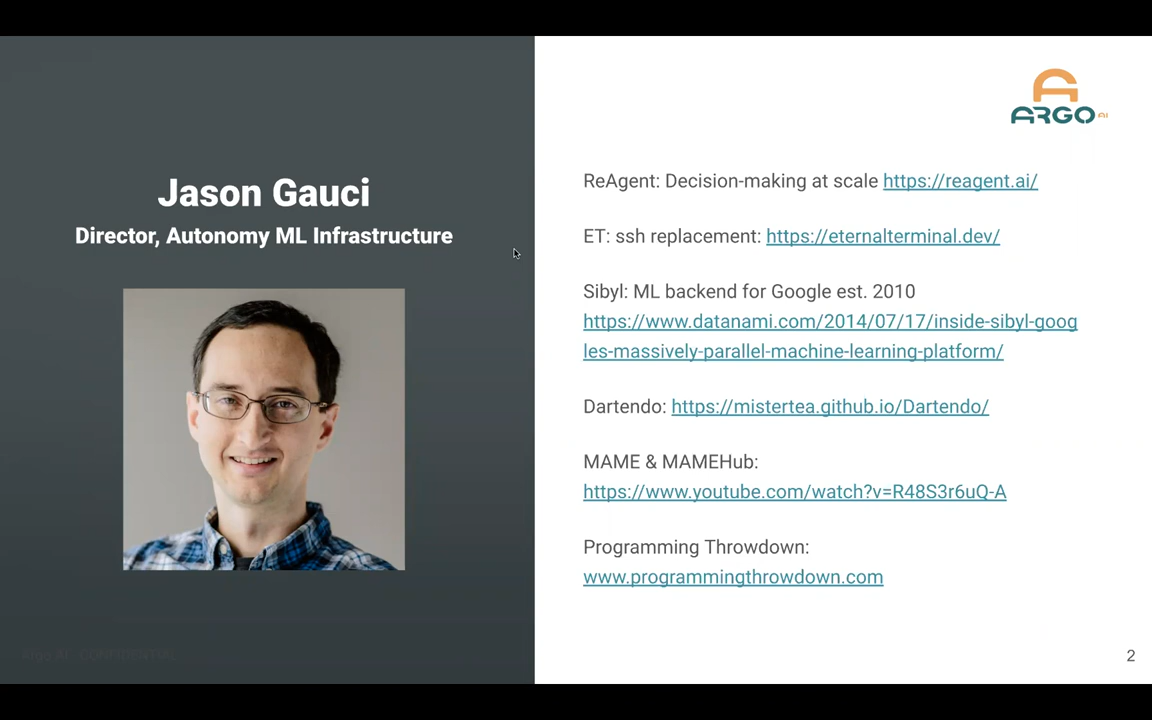 Jason Gauci
Director, Autonomy ML Infrastructure
ARGO AI
ReAgent: Decision-making at scale https://reagent.ai/
ET: ssh replacement: https://eternalterminal.dev/
Sibyl: ML backend for Google est. 2010
https://www.datanami.com/2014/07/17/inside-sibyl-goog
les-massively-parallel-machine-learning-platform/
Dartendo: https://mistertea.github.io/Dartendo/
MAME & MAMEHub:
https://www.youtube.com/watch?v=R48S3r6uQ-A
Programming Throwdown:
www.programmingthrowdown.com
Argo AI - CONFIDENTIAL
2